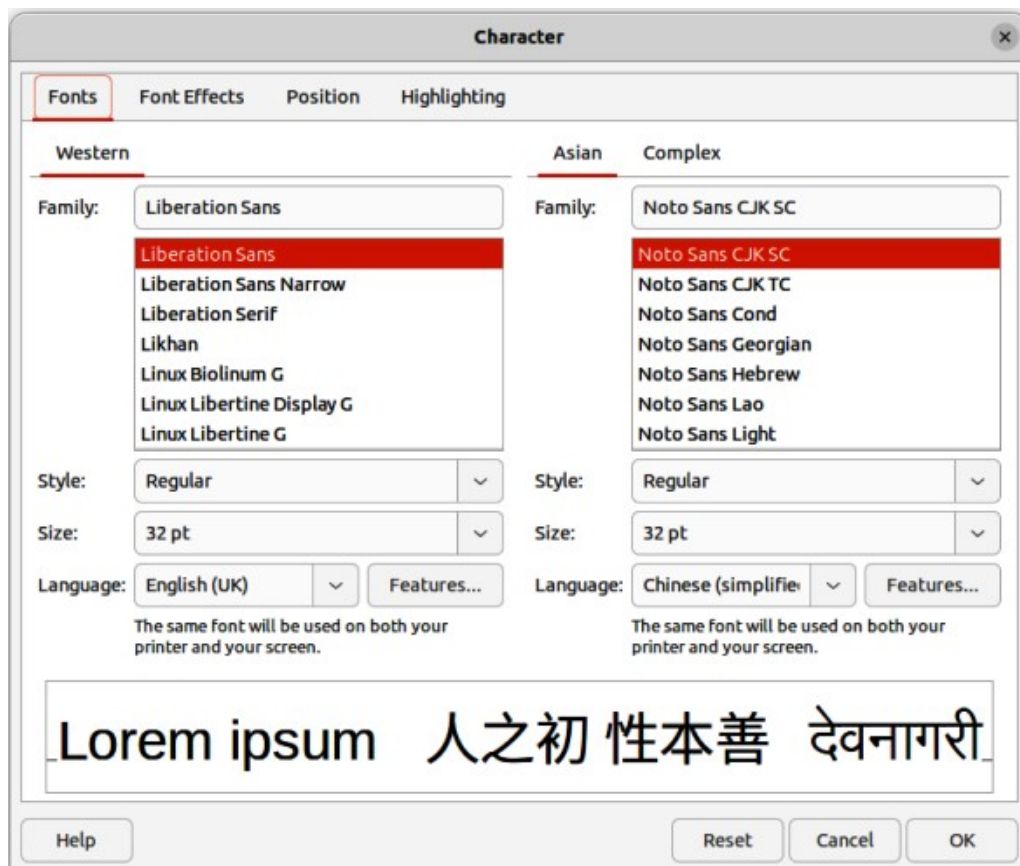 Character
Fonts Font Effects Position Highlighting
Western
Family: Liberation Sans
Liberation Sans
Liberation Sans Narrow
Liberation Serif
Likhan
Linux Biolinum G
Linux Libertine Display G
Linux Libertine G
Style: Regular
Size: 32 pt
Language: English (UK) Features...
The same font will be used on both your
printer and your screen.
Asian Complex
Family: Noto Sans CJK SC
Noto Sans CJK SC
Noto Sans CJK TC
Noto Sans Cond
Noto Sans Georgian
Noto Sans Hebrew
Noto Sans Lao
Noto Sans Light
Style: Regular
Size: 32 pt
Language: Chinese (simplified Features...
The same font will be used on both your
printer and your screen.
Lorem ipsum 人之初 性本善 देवनागरी
Help Reset Cancel OK